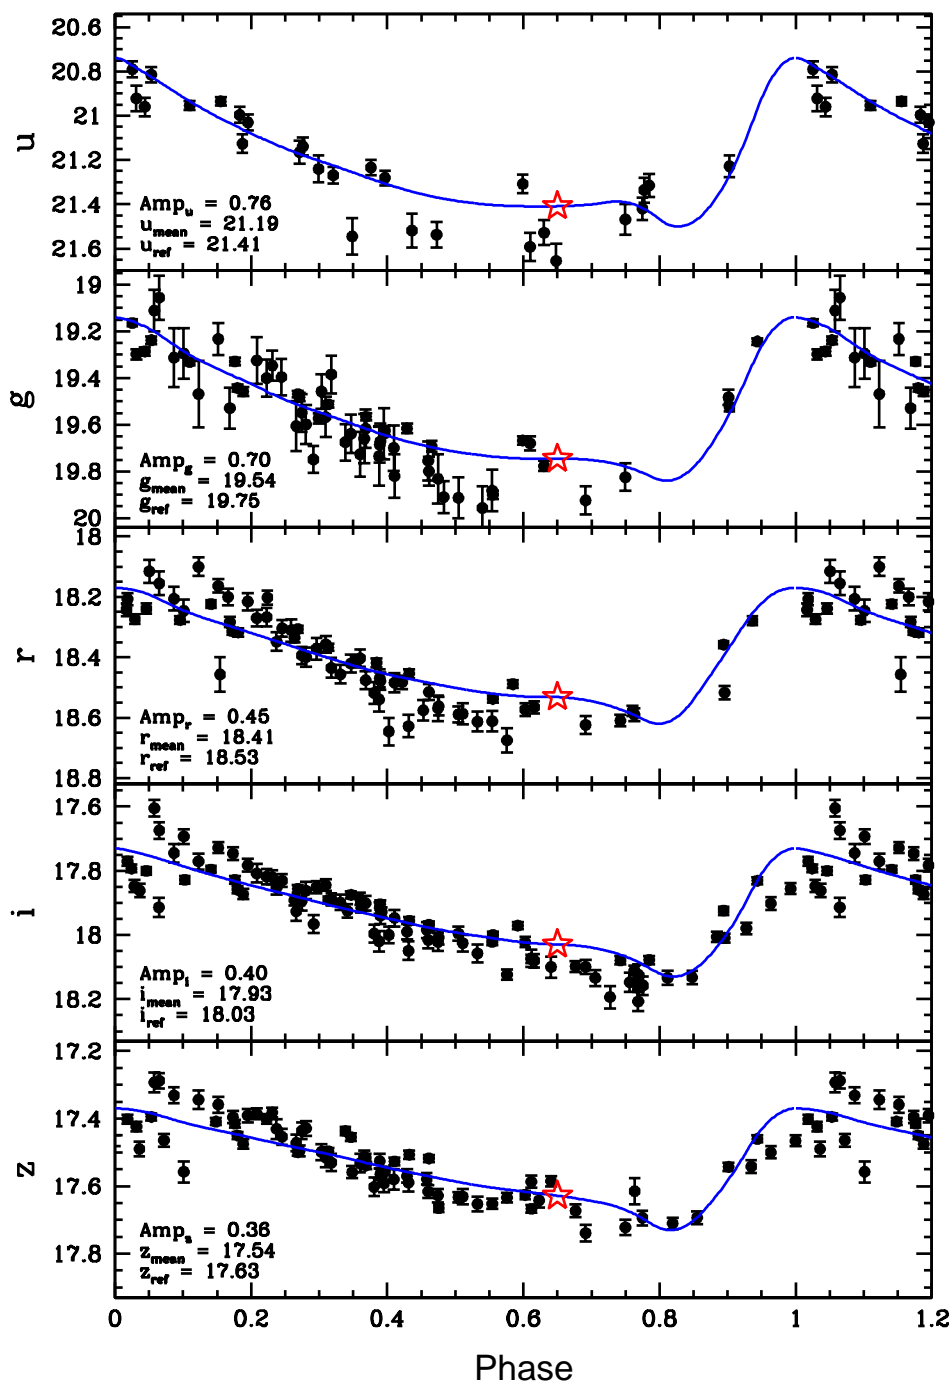 20.6
20.8
21
21.2
21.4
21.6
u
Amp_u = 0.76
u_mean = 21.19
u_ref = 21.41
19
19.2
19.4
19.6
19.8
20
g
Amp_g = 0.70
g_mean = 19.54
g_ref = 19.75
18
18.2
18.4
18.6
18.8
r
Amp_r = 0.45
r_mean = 18.41
r_ref = 18.53
17.6
17.8
18
18.2
i
Amp_i = 0.40
i_mean = 17.93
i_ref = 18.03
17.2
17.4
17.6
17.8
z
Amp_z = 0.36
z_mean = 17.54
z_ref = 17.63
0 0.2 0.4 0.6 0.8 1 1.2
Phase